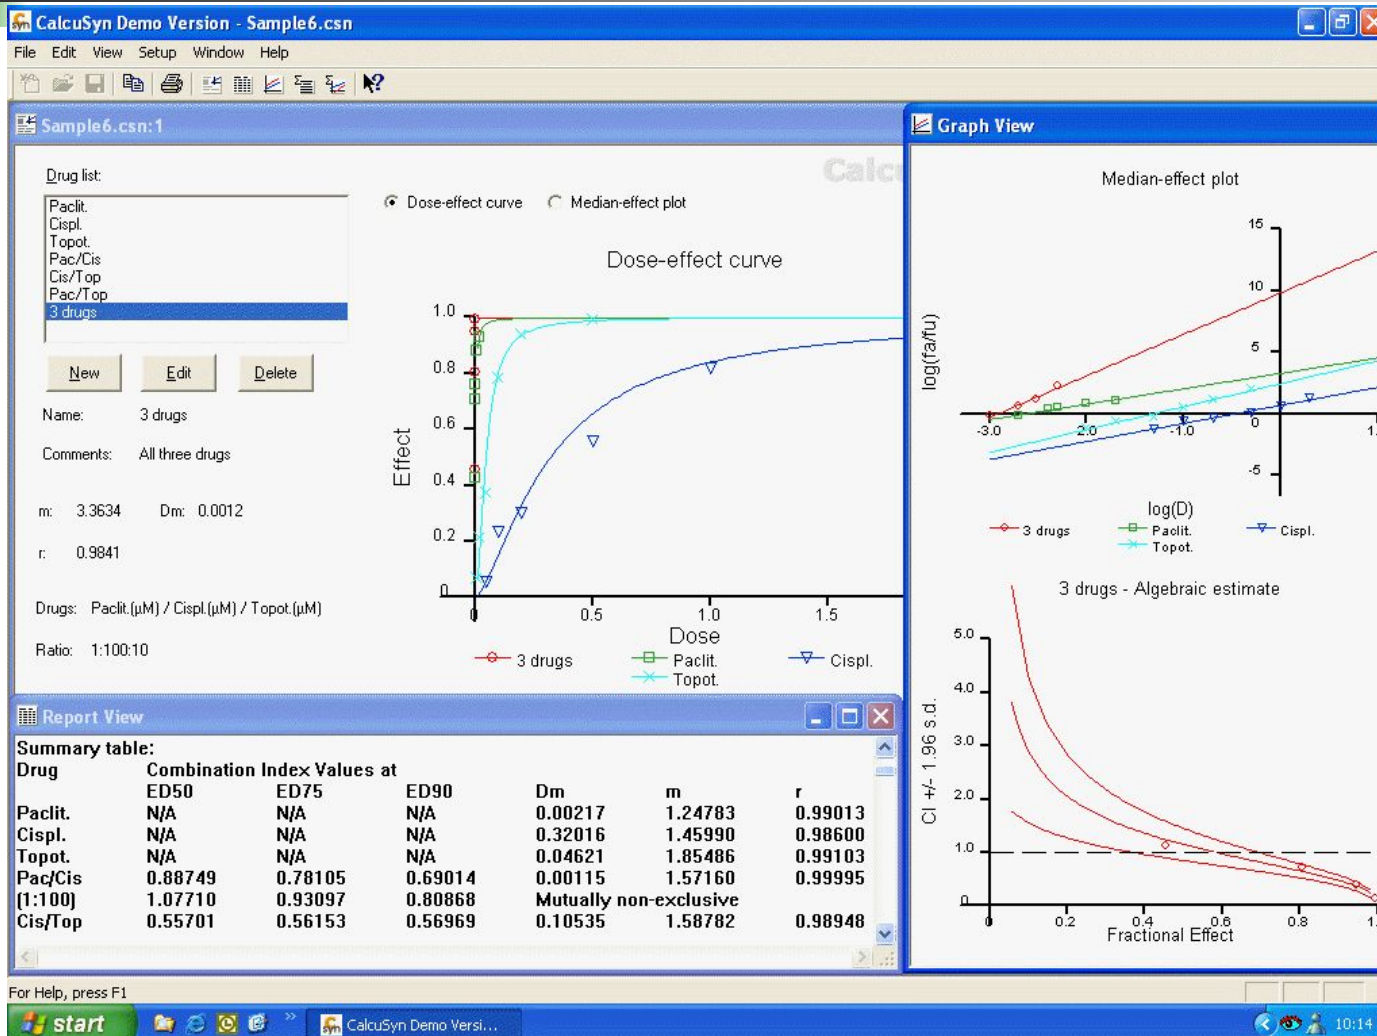 CalcuSyn Demo Version - Sample6.csn
File Edit View Setup Window Help
Sample6.csn:1
Drug list:
Paclit.
Cispl.
Topot.
Pac/Cis
Cis/Top
Pac/Top
3 drugs
New Edit Delete
Name: 3 drugs
Comments: All three drugs
m: 3.3634 Dm: 0.0012
r: 0.9841
Drugs: Paclit.(µM) / Cispl.(µM) / Topot.(µM)
Ratio: 1:100:10
Calc
Dose-effect curve Median-effect plot
Dose-effect curve
Effect
1.0
0.8
0.6
0.4
0.2
0
0 0.5 1.0 1.5
Dose
3 drugs Paclit. Cispl.
Topot.
Report View
Summary table:
Drug Combination Index Values at
ED50 ED75 ED90 Dm m r
Paclit. N/A N/A N/A 0.00217 1.24783 0.99013
Cispl. N/A N/A N/A 0.32016 1.45990 0.98600
Topot. N/A N/A N/A 0.04621 1.85486 0.99103
Pac/Cis 0.88749 0.78105 0.69014 0.00115 1.57160 0.99995
(1:100) 1.07710 0.93097 0.80868 Mutually non-exclusive
Cis/Top 0.55701 0.56153 0.56969 0.10535 1.58782 0.98948
Graph View
Median-effect plot
log(fa/fu)
15
10
5
0
-5
-3.0 -2.0 -1.0 1.
log(D)
3 drugs Paclit. Cispl.
Topot.
3 drugs - Algebraic estimate
CI +/- 1.96 s.d.
5.0
4.0
3.0
2.0
1.0
0
0 0.2 0.4 0.6 0.8 1.
Fractional Effect
For Help, press F1
start CalcuSyn Demo Versi... 10:14